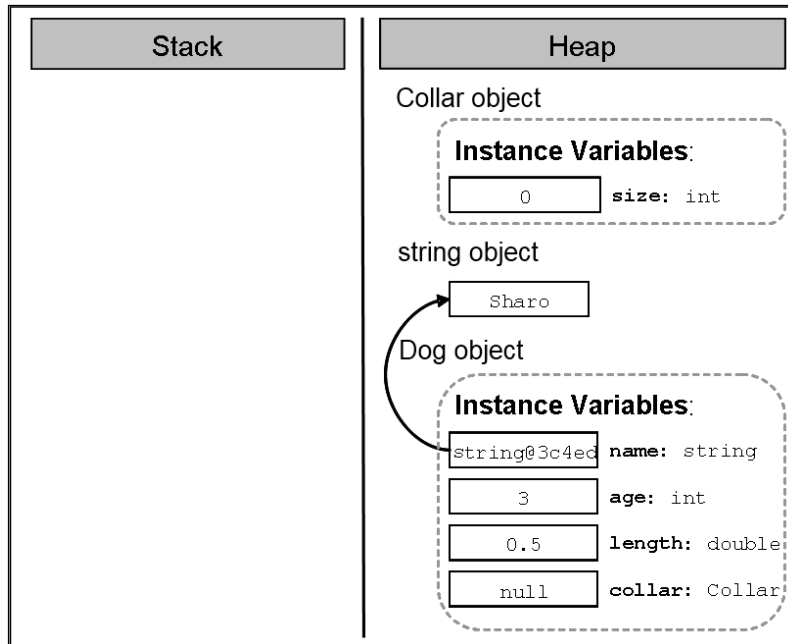 Stack
Heap
Collar object
Instance Variables:
0 size: int
string object
Sharo
Dog object
Instance Variables:
string@3c4ed name: string
3 age: int
0.5 length: double
null collar: Collar